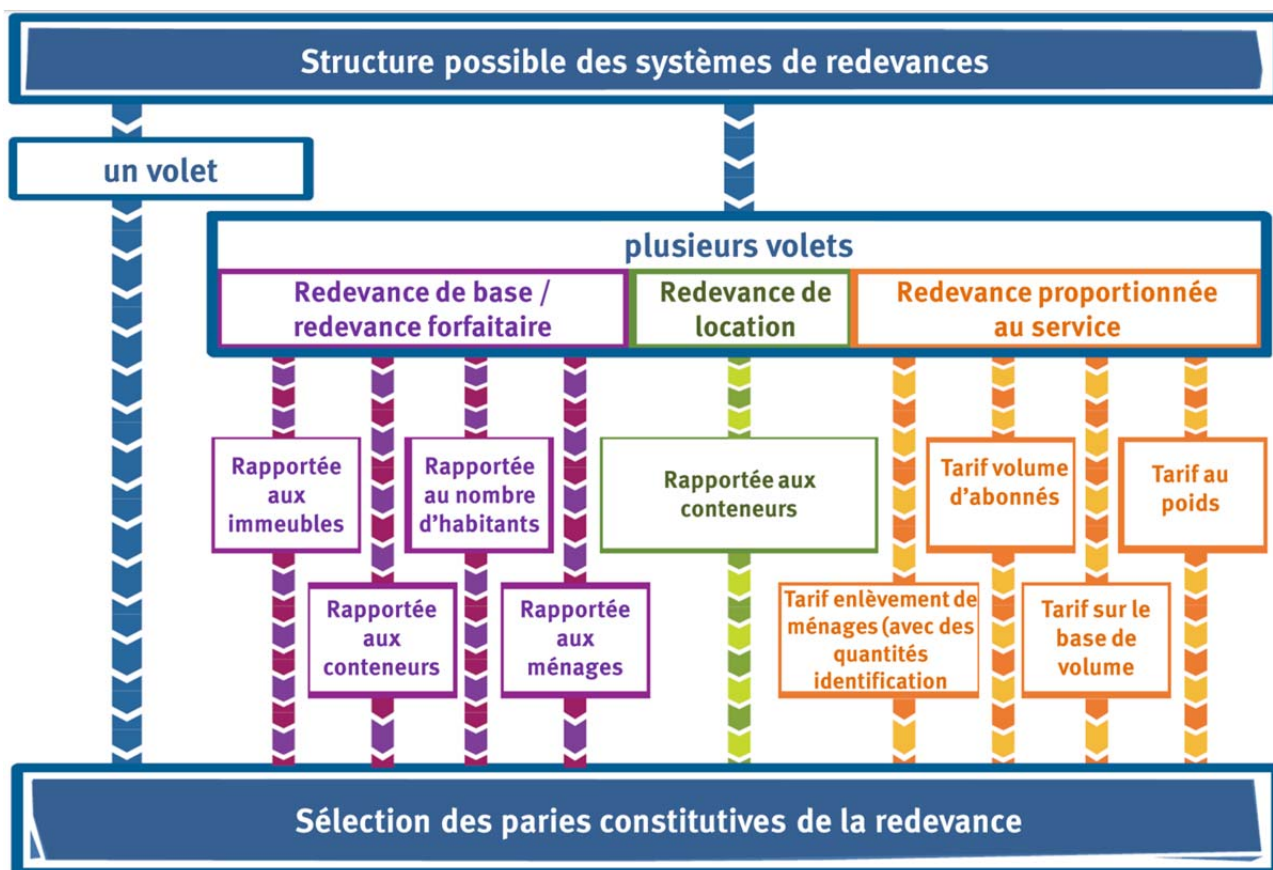 Structure possible des systèmes de redevances
un volet
plusieurs volets
Redevance de base /
redevance forfaitaire
Redevance de
location
Redevance proportionnée
au service
Rapportée
aux
immeubles
Rapportée
au nombre
d'habitants
Rapportée aux
conteneurs
Tarif volume
d'abonnés
Tarif au
poids
Rapportée
aux
conteneurs
Rapportée
aux
ménages
Tarif enlèvement de
ménages (avec des
quantités
identification
Tarif sur le
base de
volume
Sélection des paries constitutives de la redevance